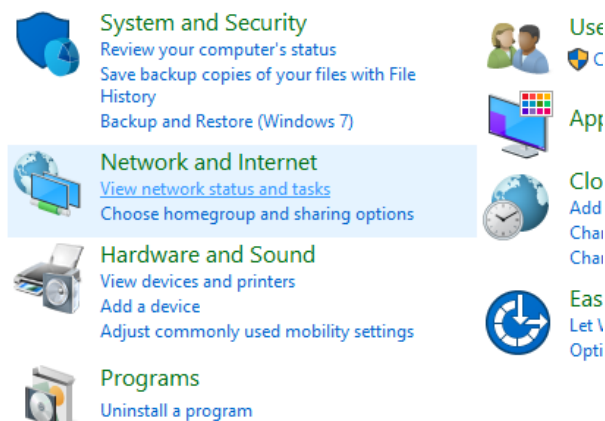 System and Security
Review your computer's status
Save backup copies of your files with File
History
Backup and Restore (Windows 7)
Network and Internet
View network status and tasks
Choose homegroup and sharing options
Hardware and Sound
View devices and printers
Add a device
Adjust commonly used mobility settings
Programs
Uninstall a program
Add
Let